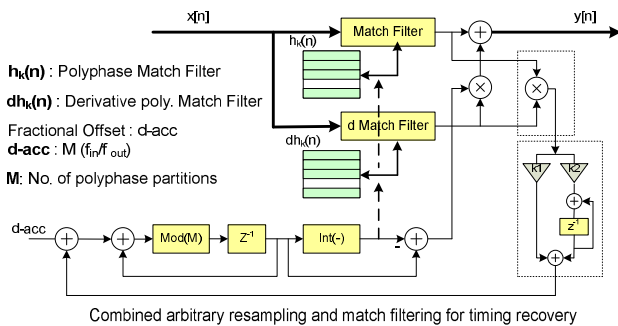 x[n]
y[n]
hk(n)
Match Filter
+
hk(n) : Polyphase Match Filter
×
×
dhk(n) : Derivative poly. Match Filter
d Match Filter
Fractional Offset : d-acc
dhk(n)
d-acc : M (fin/f out)
k1
k2
M: No. of polyphase partitions
+
d-acc
+
+
Mod(M)
Z-1
Int(-)
-
+
z-1
+
Combined arbitrary resampling and match filtering for timing recovery